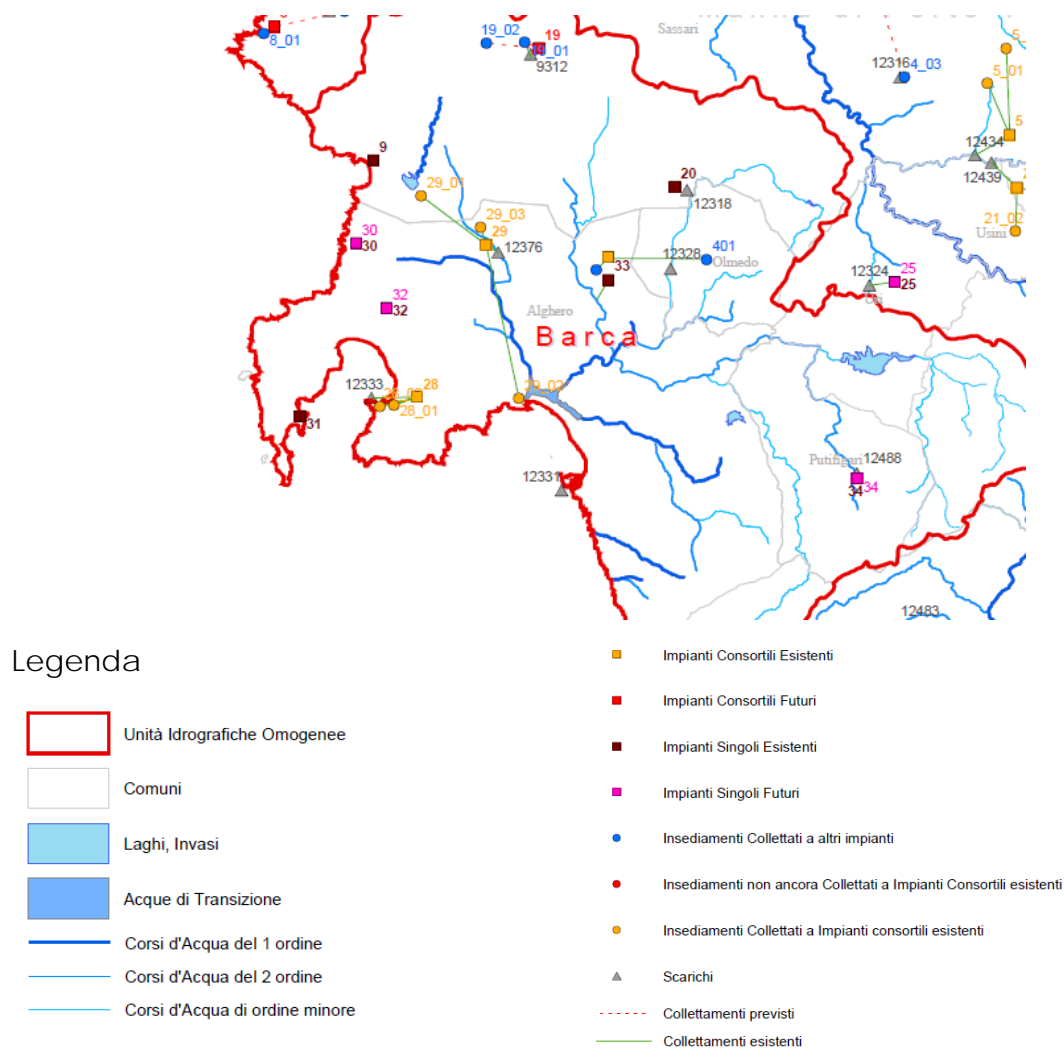 8_01
19_02
19
19_01
9312
Sassari
12316
4_03
5_01
5
12434
12439
21_02
Usini
9
29_01
20
12318
29_03
29
12376
30
30
401
12328
Olmedo
33
12324
25
25
Uri
32
32
Alghero
Barca
12333
28
28_01
29_02
31
12331
Putifigari
12488
34
34
12483
Legenda
Unità Idrografiche Omogenee
Comuni
Laghi, Invasi
Acque di Transizione
Corsi d'Acqua del 1 ordine
Corsi d'Acqua del 2 ordine
Corsi d'Acqua di ordine minore
Impianti Consortili Esistenti
Impianti Consortili Futuri
Impianti Singoli Esistenti
Impianti Singoli Futuri
Insediamenti Collettati a altri impianti
Insediamenti non ancora Collettati a Impianti Consortili esistenti
Insediamenti Collettati a Impianti consortili esistenti
Scarichi
Collettamenti previsti
Collettamenti esistenti